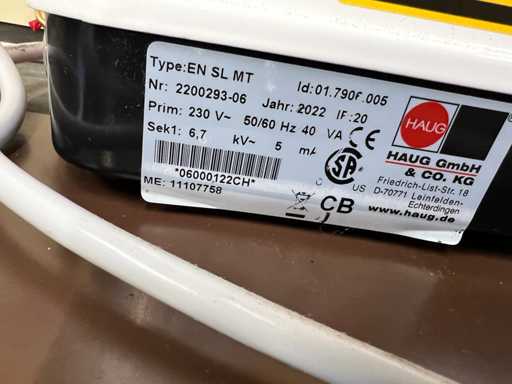 Type:EN SL MT Id:01.7906.005
Nr: 2200293-06 Jahr: 2022 IP:20
Prim: 230 V~ 50/60 Hz 40 VA CE
Sek1: 6,7 kV~ 5 mA
*06000122CH*
ME: 11107758
C US
CB
HAUG
HAUG GmbH
& CO. KG
Friedrich-List-Str. 18
D-70771 Leinfelden-
Echterdingen
www.haug.de